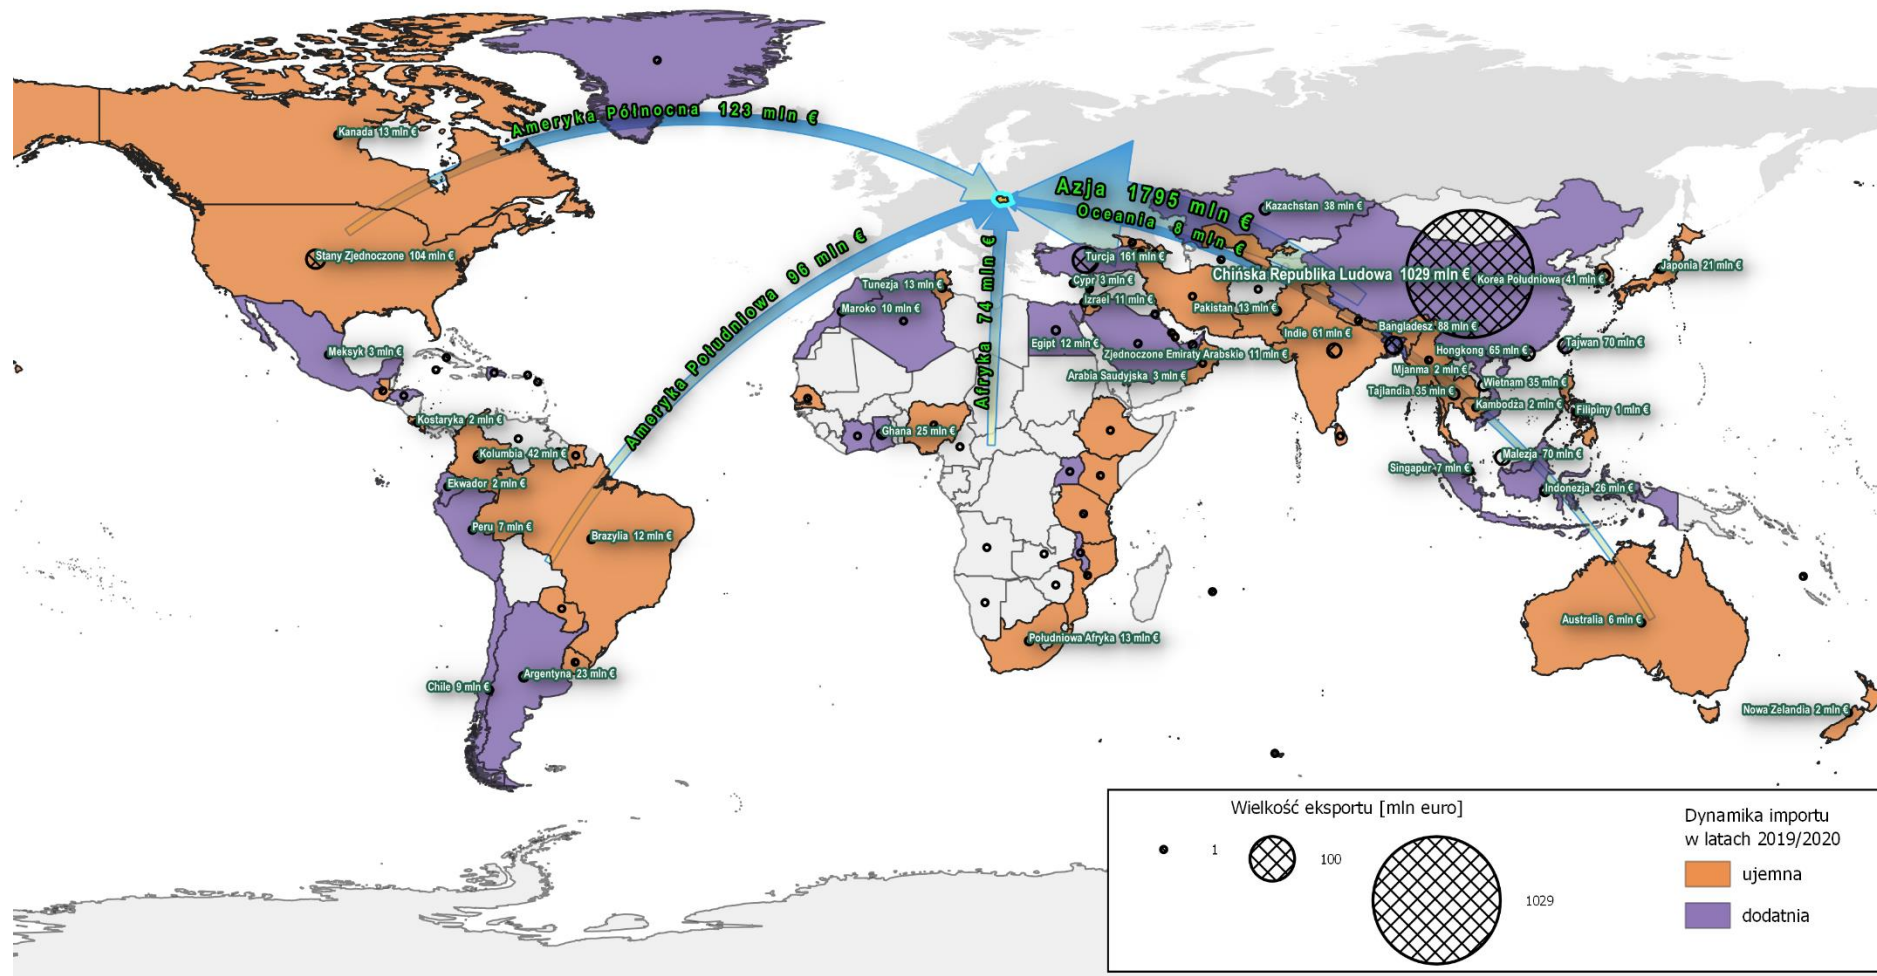 Ameryka Północna 123 mln €
Kanada 13 mln €
Azja 1795 mln €
Oceania 8 mln €
Kazachstan 38 mln €
Stany Zjednoczone 104 mln €
Turcja 161 mln €
Chińska Republika Ludowa 1029 mln €
Korea Południowa 41 mln €
Japonia 21 mln €
Cypr 3 mln €
Tunezja 13 mln €
Izrael 11 mln €
Maroko 10 mln €
Pakistan 13 mln €
Ameryka Południowa 96 mln €
Afryka 74 mln €
Indie 61 mln €
Bangladesz 88 mln €
Egipt 12 mln €
Zjednoczone Emiraty Arabskie 11 mln €
Hongkong 65 mln €
Tajwan 70 mln €
Meksyk 3 mln €
Arabia Saudyjska 3 mln €
Mjanma 2 mln €
Wietnam 35 mln €
Tajlandia 35 mln €
Kambodża 2 mln €
Filipiny 1 mln €
Kostaryka 2 mln €
Ghana 25 mln €
Kolumbia 42 mln €
Malezja 70 mln €
Singapur 7 mln €
Ekwador 2 mln €
Indonezja 26 mln €
Peru 7 mln €
Brazylia 12 mln €
Australia 6 mln €
Południowa Afryka 13 mln €
Argentyna 23 mln €
Chile 9 mln €
Nowa Zelandia 2 mln €
Wielkość eksportu [mln euro]
1
100
1029
Dynamika importu
w latach 2019/2020
ujemna
dodatnia